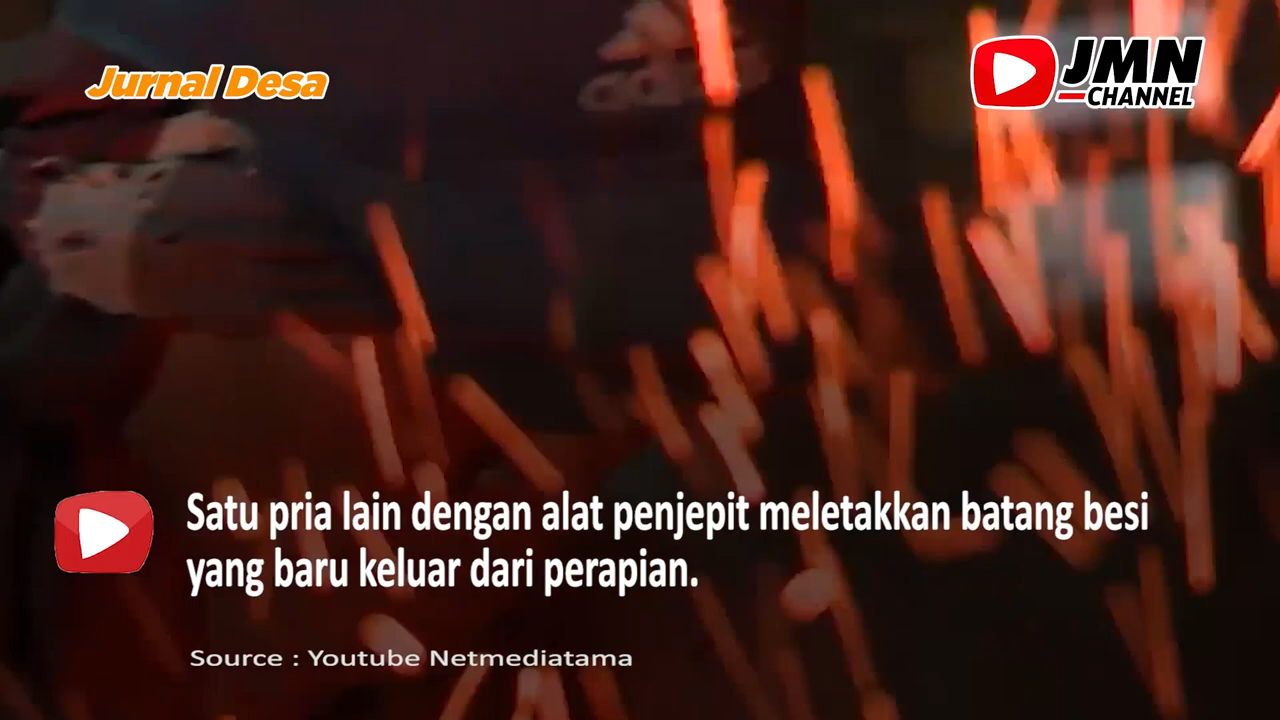 Jurnal Desa
JMN
CHANNEL
adidas
Satu pria lain dengan alat penjepit meletakkan batang besi
yang baru keluar dari perapian.
Source : Youtube Netmediatama